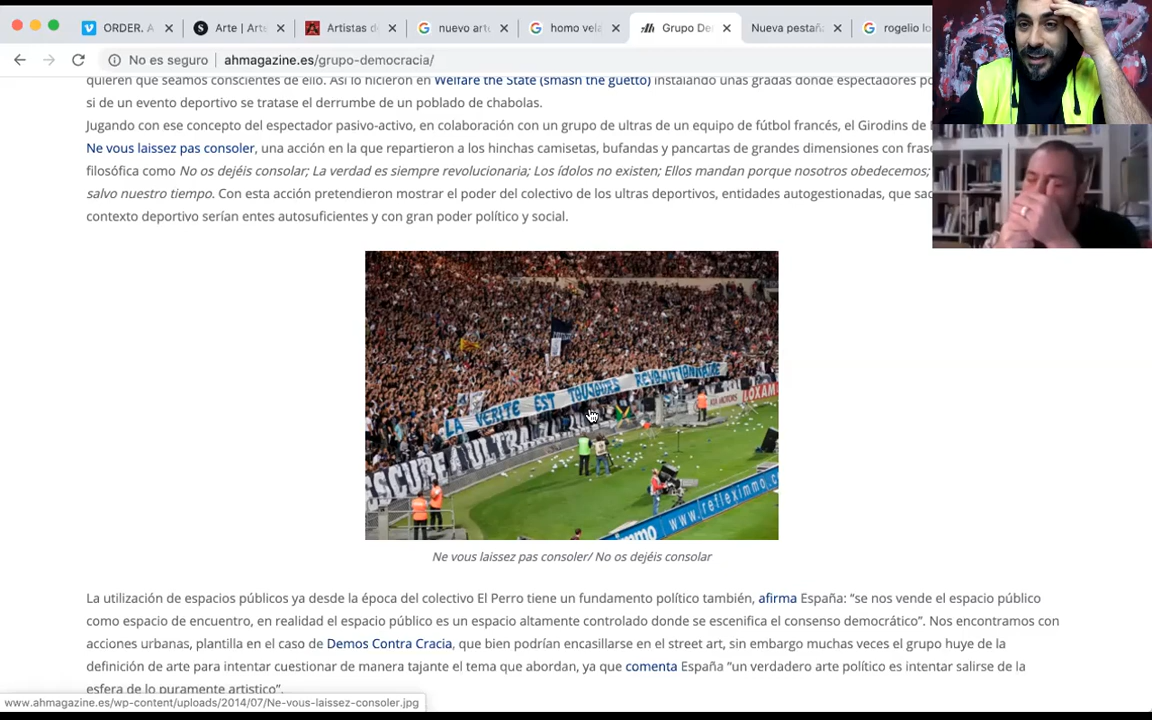 ORDER. A
Arte | Arts
Artistas d
nuevo arte
homo vela
Grupo De
Nueva pestaña
rogelio lo
No es seguro
ahmagazine.es/grupo-democracia/
quieren que seamos conscientes de ello. Así lo hicieron en Welfare the State (smash the guetto) instalando unas gradas donde espectadores po
si de un evento deportivo se tratase el derrumbe de un poblado de chabolas.
Jugando con ese concepto del espectador pasivo-activo, en colaboración con un grupo de ultras de un equipo de fútbol francés, el Girodins de
Ne vous laissez pas consoler, una acción en la que repartieron a los hinchas camisetas, bufandas y pancartas de grandes dimensiones con frase
filosófica como No os dejéis consolar; La verdad es siempre revolucionaria; Los ídolos no existen; Ellos mandan porque nosotros obedecemos;
salvo nuestro tiempo. Con esta acción pretendieron mostrar el poder del colectivo de los ultras deportivos, entidades autogestionadas, que sac
contexto deportivo serían entes autosuficientes y con gran poder político y social.
LA VERITE EST TOUJOURS REVOLUTIONNAIRE
MOTORS
LOXAM
ESCUBEAULTRA
immo www.refleximmo.c
Ne vous laissez pas consoler/ No os dejéis consolar
La utilización de espacios públicos ya desde la época del colectivo El Perro tiene un fundamento político también, afirma España: “se nos vende el espacio público
como espacio de encuentro, en realidad el espacio público es un espacio altamente controlado donde se escenifica el consenso democrático”. Nos encontramos con
acciones urbanas, plantilla en el caso de Demos Contra Cracia, que bien podrían encasillarse en el street art, sin embargo muchas veces el grupo huye de la
definición de arte para intentar cuestionar de manera tajante el tema que abordan, ya que comenta España “un verdadero arte político es intentar salirse de la
esfera de lo puramente artístico”.
www.ahmagazine.es/wp-content/uploads/2014/07/Ne-vous-laissez-consoler.jpg